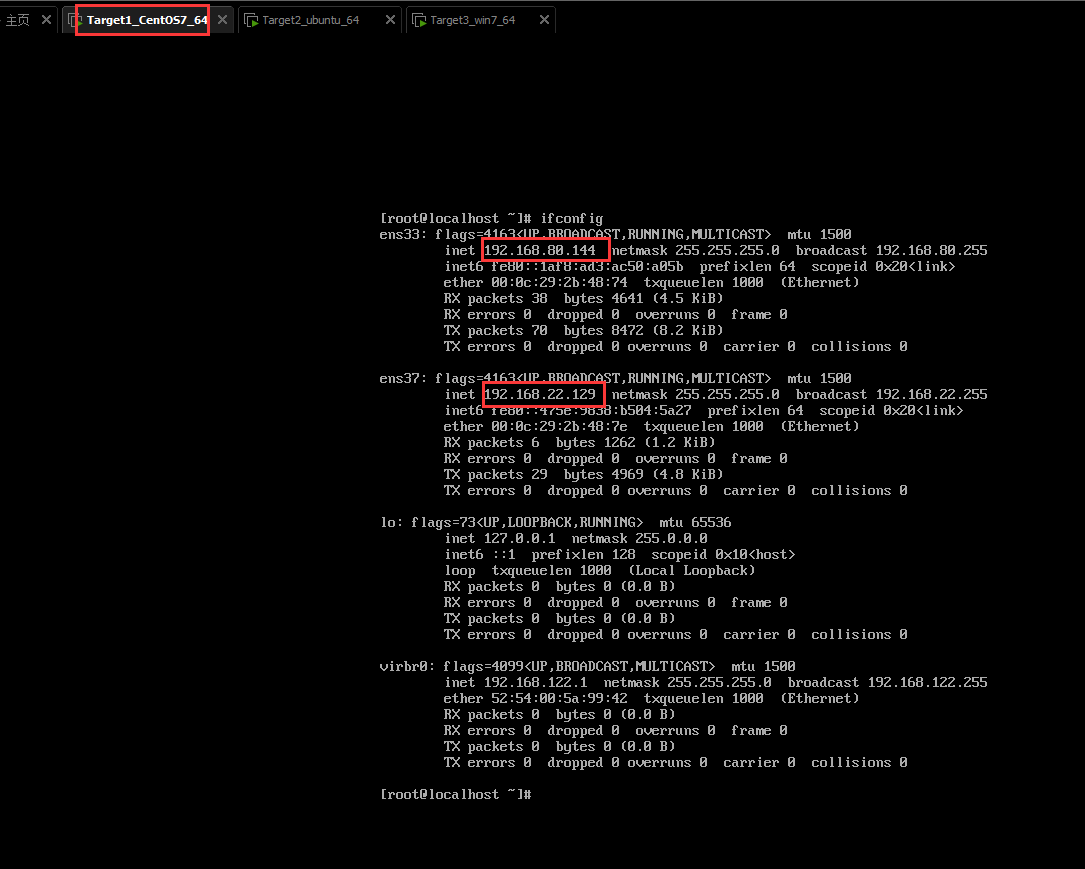 主页 Target1_CentOS7_64 Target2_ubuntu_64 Target3_win7_64
[root@localhost ~]# ifconfig
ens33: flags=4163<UP,BROADCAST,RUNNING,MULTICAST>  mtu 1500
        inet 192.168.80.144  netmask 255.255.255.0  broadcast 192.168.80.255
        inet6 fe80::1af8:ad3:ac50:a05b  prefixlen 64  scopeid 0x20<link>
        ether 00:0c:29:2b:48:74  txqueuelen 1000  (Ethernet)
        RX packets 38  bytes 4641 (4.5 KiB)
        RX errors 0  dropped 0  overruns 0  frame 0
        TX packets 70  bytes 8472 (8.2 KiB)
        TX errors 0  dropped 0 overruns 0  carrier 0  collisions 0
ens37: flags=4163<UP,BROADCAST,RUNNING,MULTICAST>  mtu 1500
        inet 192.168.22.129  netmask 255.255.255.0  broadcast 192.168.22.255
        inet6 fe80::475e:9838:b504:5a27  prefixlen 64  scopeid 0x20<link>
        ether 00:0c:29:2b:48:7e  txqueuelen 1000  (Ethernet)
        RX packets 6  bytes 1262 (1.2 KiB)
        RX errors 0  dropped 0  overruns 0  frame 0
        TX packets 29  bytes 4969 (4.8 KiB)
        TX errors 0  dropped 0 overruns 0  carrier 0  collisions 0
lo: flags=73<UP,LOOPBACK,RUNNING>  mtu 65536
        inet 127.0.0.1  netmask 255.0.0.0
        inet6 ::1  prefixlen 128  scopeid 0x10<host>
        loop  txqueuelen 1000  (Local Loopback)
        RX packets 0  bytes 0 (0.0 B)
        RX errors 0  dropped 0  overruns 0  frame 0
        TX packets 0  bytes 0 (0.0 B)
        TX errors 0  dropped 0 overruns 0  carrier 0  collisions 0
virbr0: flags=4099<UP,BROADCAST,MULTICAST>  mtu 1500
        inet 192.168.122.1  netmask 255.255.255.0  broadcast 192.168.122.255
        ether 52:54:00:5a:99:42  txqueuelen 1000  (Ethernet)
        RX packets 0  bytes 0 (0.0 B)
        RX errors 0  dropped 0  overruns 0  frame 0
        TX packets 0  bytes 0 (0.0 B)
        TX errors 0  dropped 0 overruns 0  carrier 0  collisions 0
[root@localhost ~]#